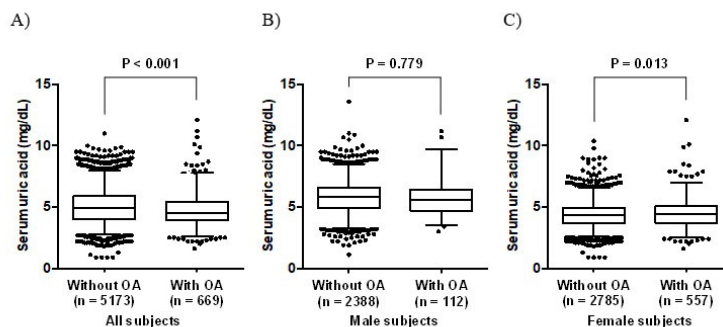 A)
P < 0.001
Serum uric acid (mg/dL)
15
10
5
0
Without OA
(n = 5173)
With OA
(n = 669)
All subjects
B)
P = 0.779
Serum uric acid (mg/dL)
15
10
5
0
Without OA
(n = 2388)
With OA
(n = 112)
Male subjects
C)
P = 0.013
Serum uric acid (mg/dL)
15
10
5
0
Without OA
(n = 2785)
With OA
(n = 557)
Female subjects